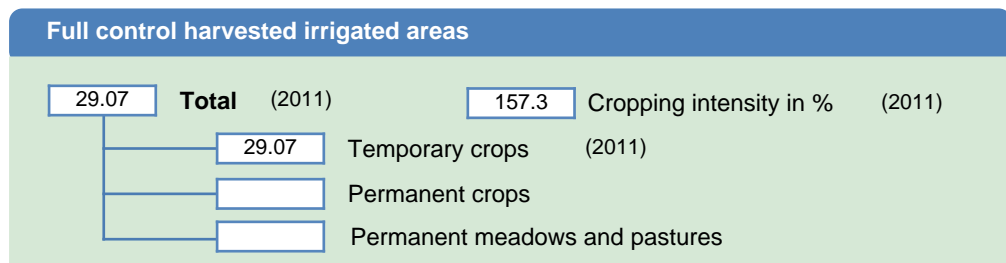 Full control harvested irrigated areas
29.07 Total (2011) 157.3 Cropping intensity in % (2011)
29.07 Temporary crops (2011)
Permanent crops
Permanent meadows and pastures